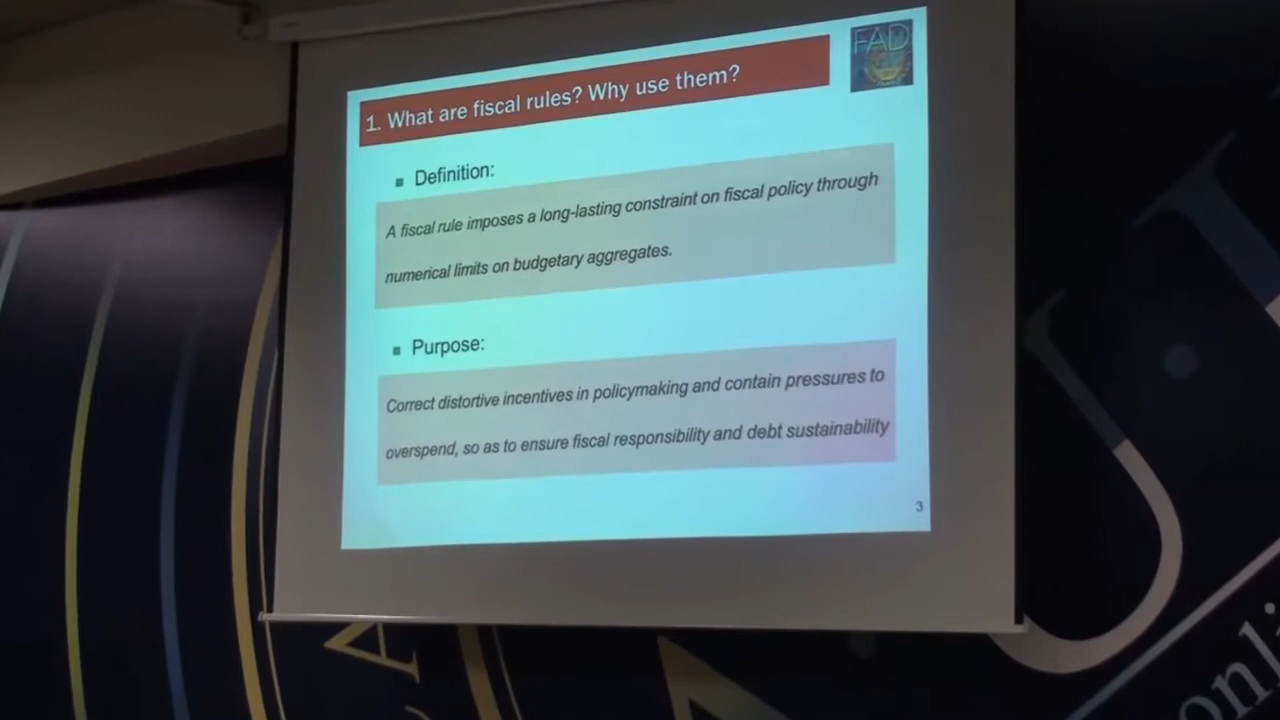 1. What are fiscal rules? Why use them?
FAD
Definition:
A fiscal rule imposes a long-lasting constraint on fiscal policy through
numerical limits on budgetary aggregates.
Purpose:
Correct distortive incentives in policymaking and contain pressures to
overspend, so as to ensure fiscal responsibility and debt sustainability
3